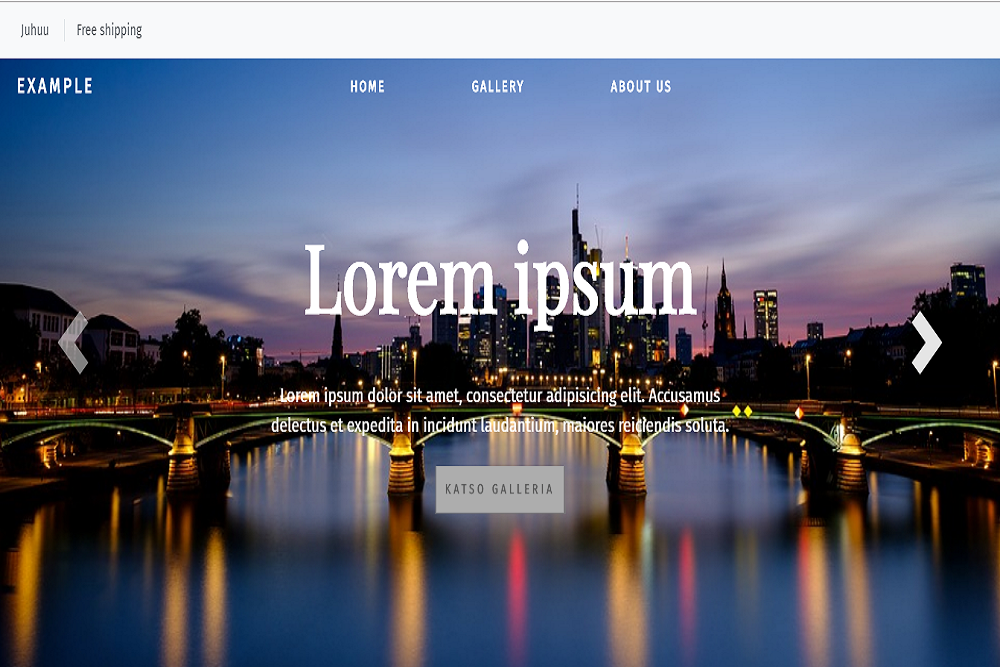 Juhuu
Free shipping
EXAMPLE
HOME
GALLERY
ABOUT US
Lorem ipsum
Lorem ipsum dolor sit amet, consectetur adipisicing elit. Accusamus
delectus et expedita in incidunt laudantium, maiores reiciendis soluta.
KATSO GALLERIA